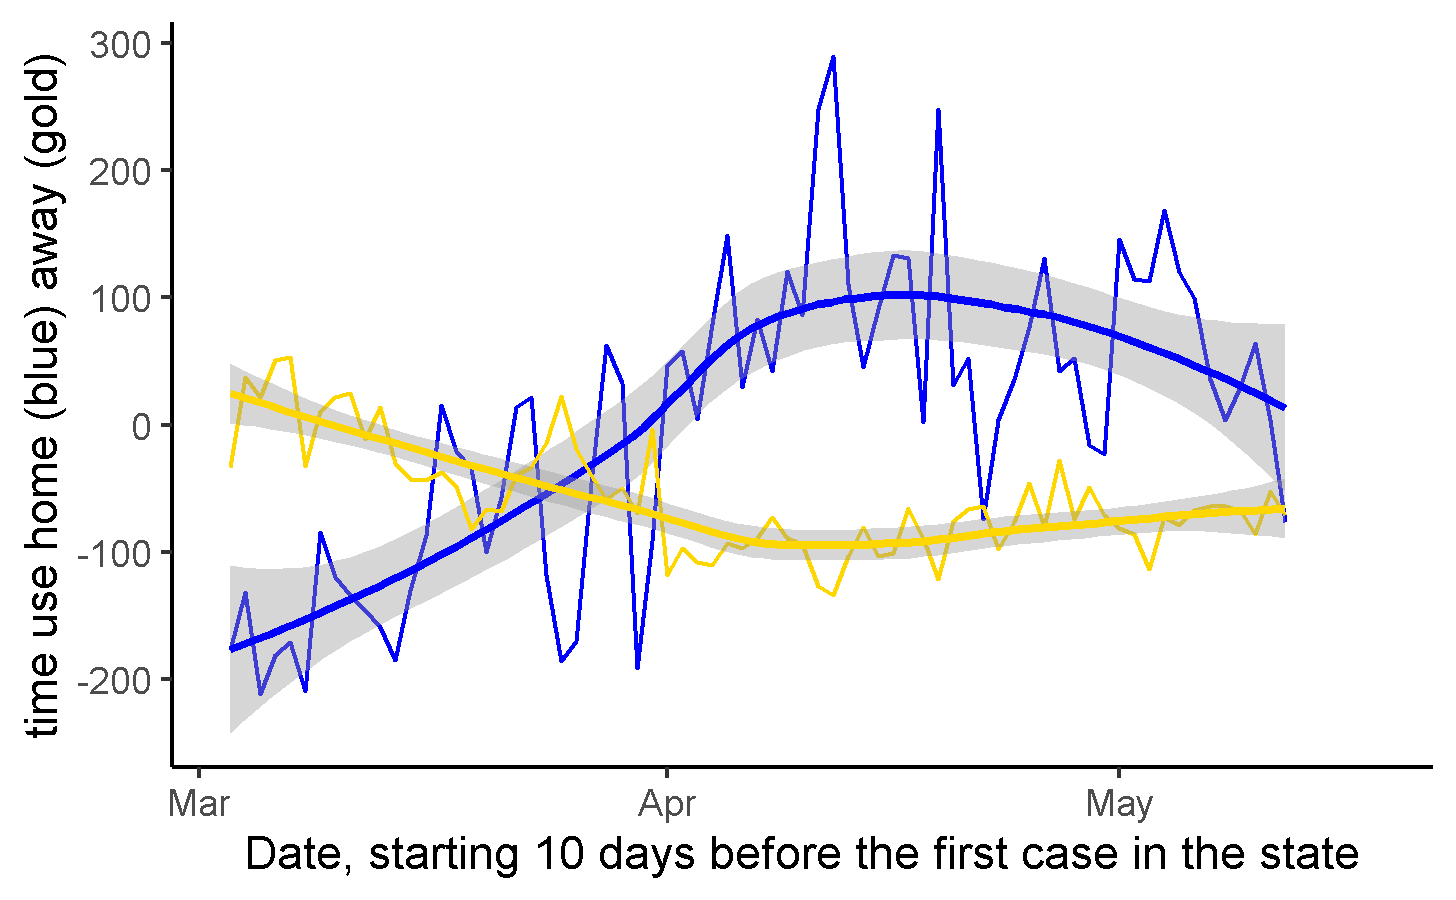 time use home (blue) away (gold)
300
200
100
0
-100
-200
Mar Apr May
Date, starting 10 days before the first case in the state